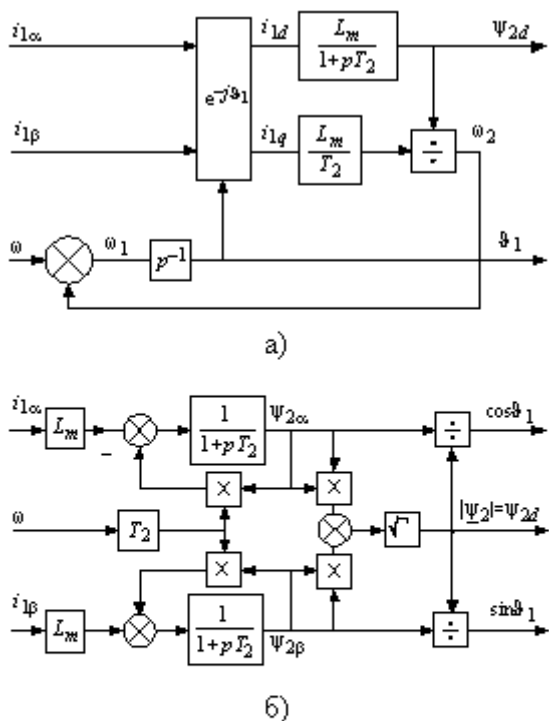 i₁α i₁d Lₘ/(1+pT₂) Ψ₂d
e⁻ʲᶿ¹
i₁β i₁q Lₘ/T₂ ÷ ω₂
ω ω₁ p⁻¹ ϑ₁
а)
i₁α Lₘ − 1/(1+pT₂) Ψ₂α ÷ cosϑ₁
× ×
ω T₂ √ |Ψ₂|=Ψ₂d
× ×
i₁β Lₘ 1/(1+pT₂) Ψ₂β ÷ sinϑ₁
б)